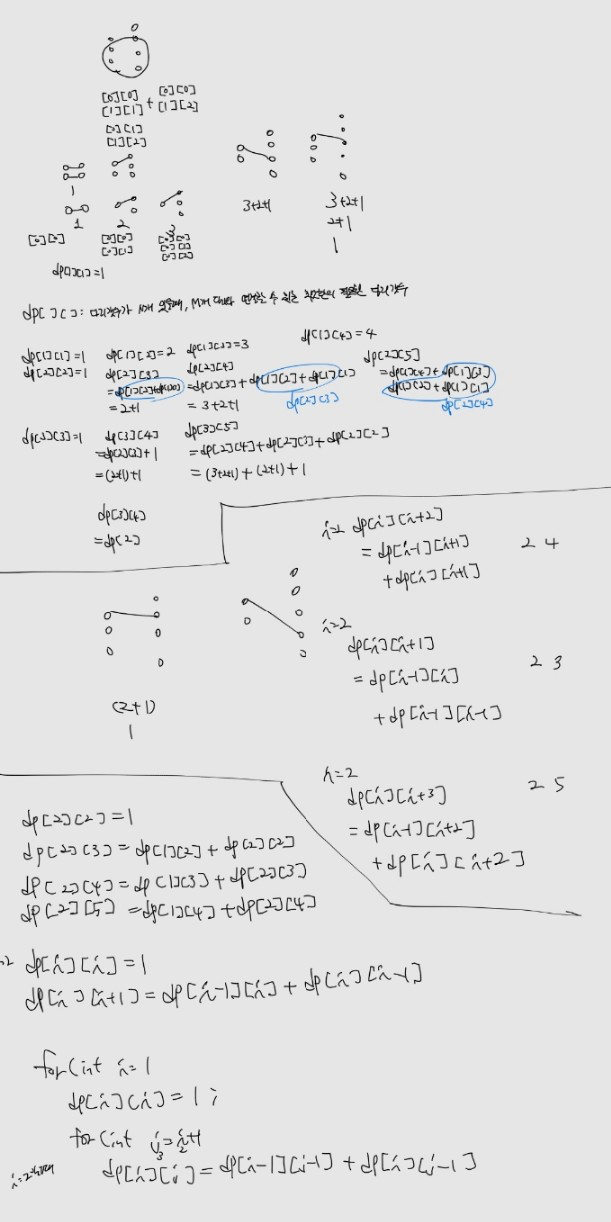 [0][0] + [0][0]
[1][1] [1][2]
[0][1]
[1][2]
1
1 2 3
[0][0] [0][0] [0][0]
[0][1]
3+2+1 3+2+1
2+1
1
dp[1][1]=1
dp[ ][ ]:
dp[1][1]=1 dp[1][2]=2 dp[1][3]=3 dp[1][4]=4
dp[2][2]=1 dp[2][3] dp[2][4] dp[2][5]
=dp[1][2]+dp[1][1] =dp[1][3]+dp[1][2]+dp[1][1] =dp[1][4]+dp[1][3]
+dp[1][2]+dp[1][1]
=2+1 =3+2+1 dp[2][3] dp[2][4]
dp[3][3]=1 dp[3][4] dp[3][5]
=dp[2][3]+1 =dp[2][4]+dp[2][3]+dp[2][2]
=(2+1)+1 =(3+2+1)+(2+1)+1
dp[3][4]
=dp[2]
i=2 dp[i][i+2]
=dp[i-1][i+1] 2 4
+dp[i][i+1]
i=2
dp[i][i+1]
=dp[i-1][i] 2 3
+dp[i-1][i-1]
(2+1)
1
i=2
dp[i][i+3] 2 5
=dp[i-1][i+2]
+dp[i][i+2]
dp[2][2]=1
dp[2][3]=dp[1][2]+dp[2][2]
dp[2][4]=dp[1][3]+dp[2][3]
dp[2][5]=dp[1][4]+dp[2][4]
dp[i][i]=1
dp[i][i+1]=dp[i-1][i]+dp[i][i-1]
for(int i=1
dp[i][i]=1;
for(int j=i+1
3 2
i=2
dp[i][j]=dp[i-1][j-1]+dp[i][j-1]